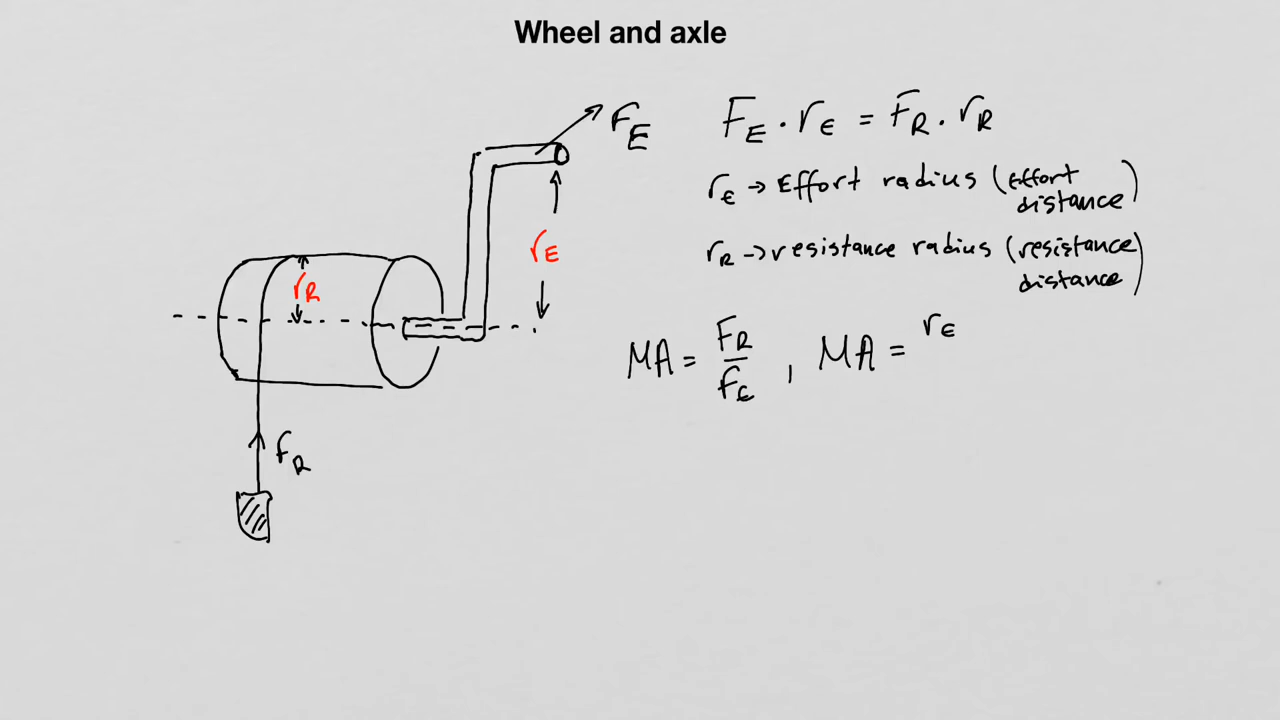 Wheel and axle
F_E . r_E = F_R . r_R
r_E → Effort radius (effort distance)
r_R → resistance radius (resistance distance)
MA = F_R / F_E , MA = r_E
F_E
r_E
r_R
F_R